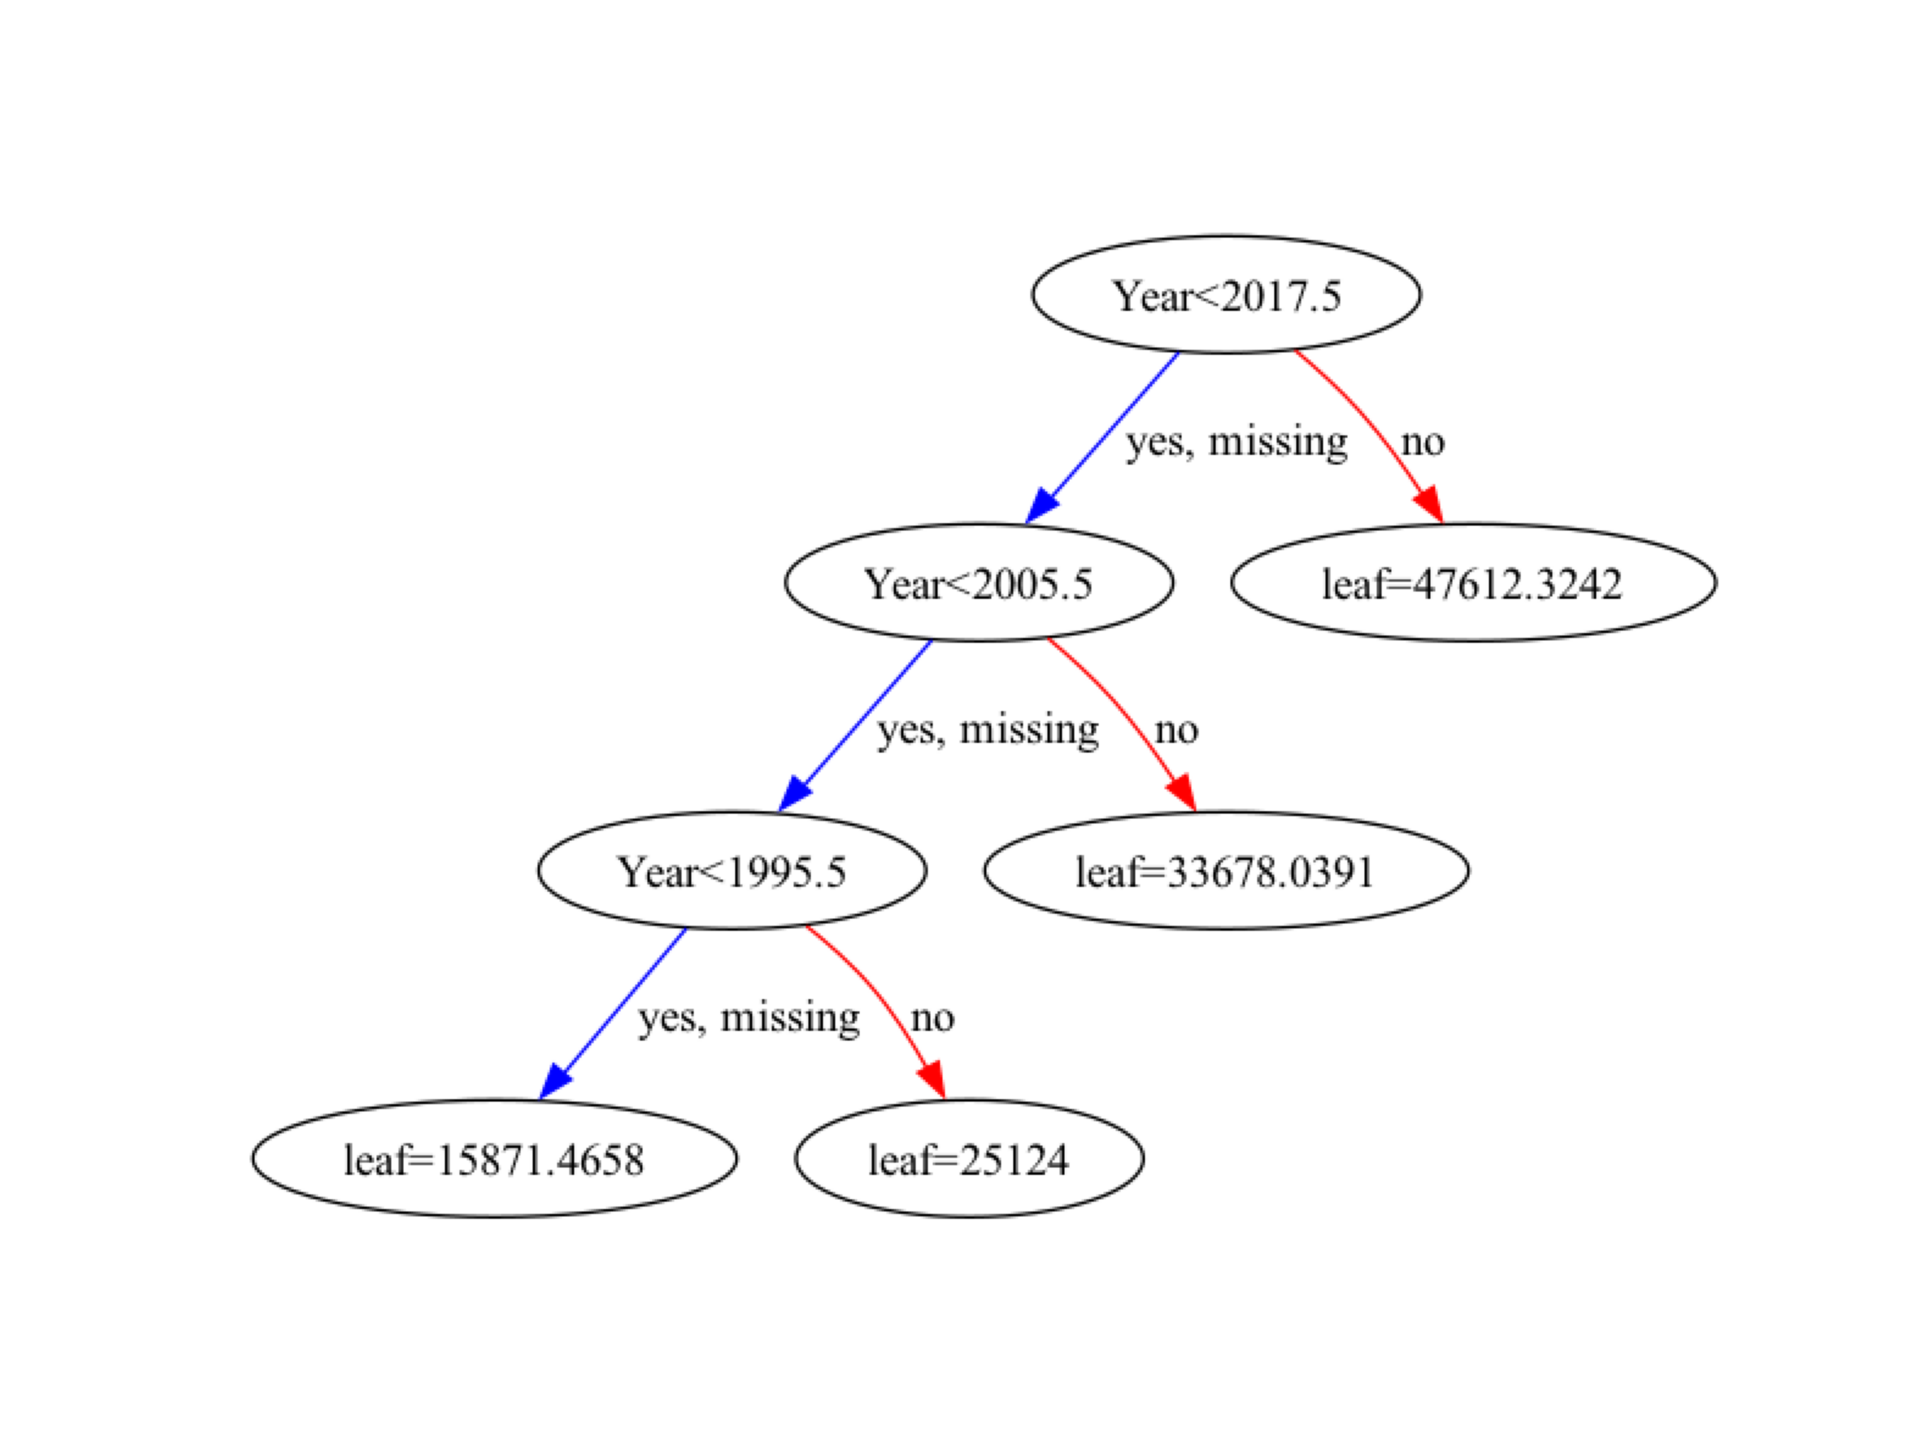 Year<2017.5
yes, missing
no
Year<2005.5
leaf=47612.3242
yes, missing
no
Year<1995.5
leaf=33678.0391
yes, missing
no
leaf=15871.4658
leaf=25124